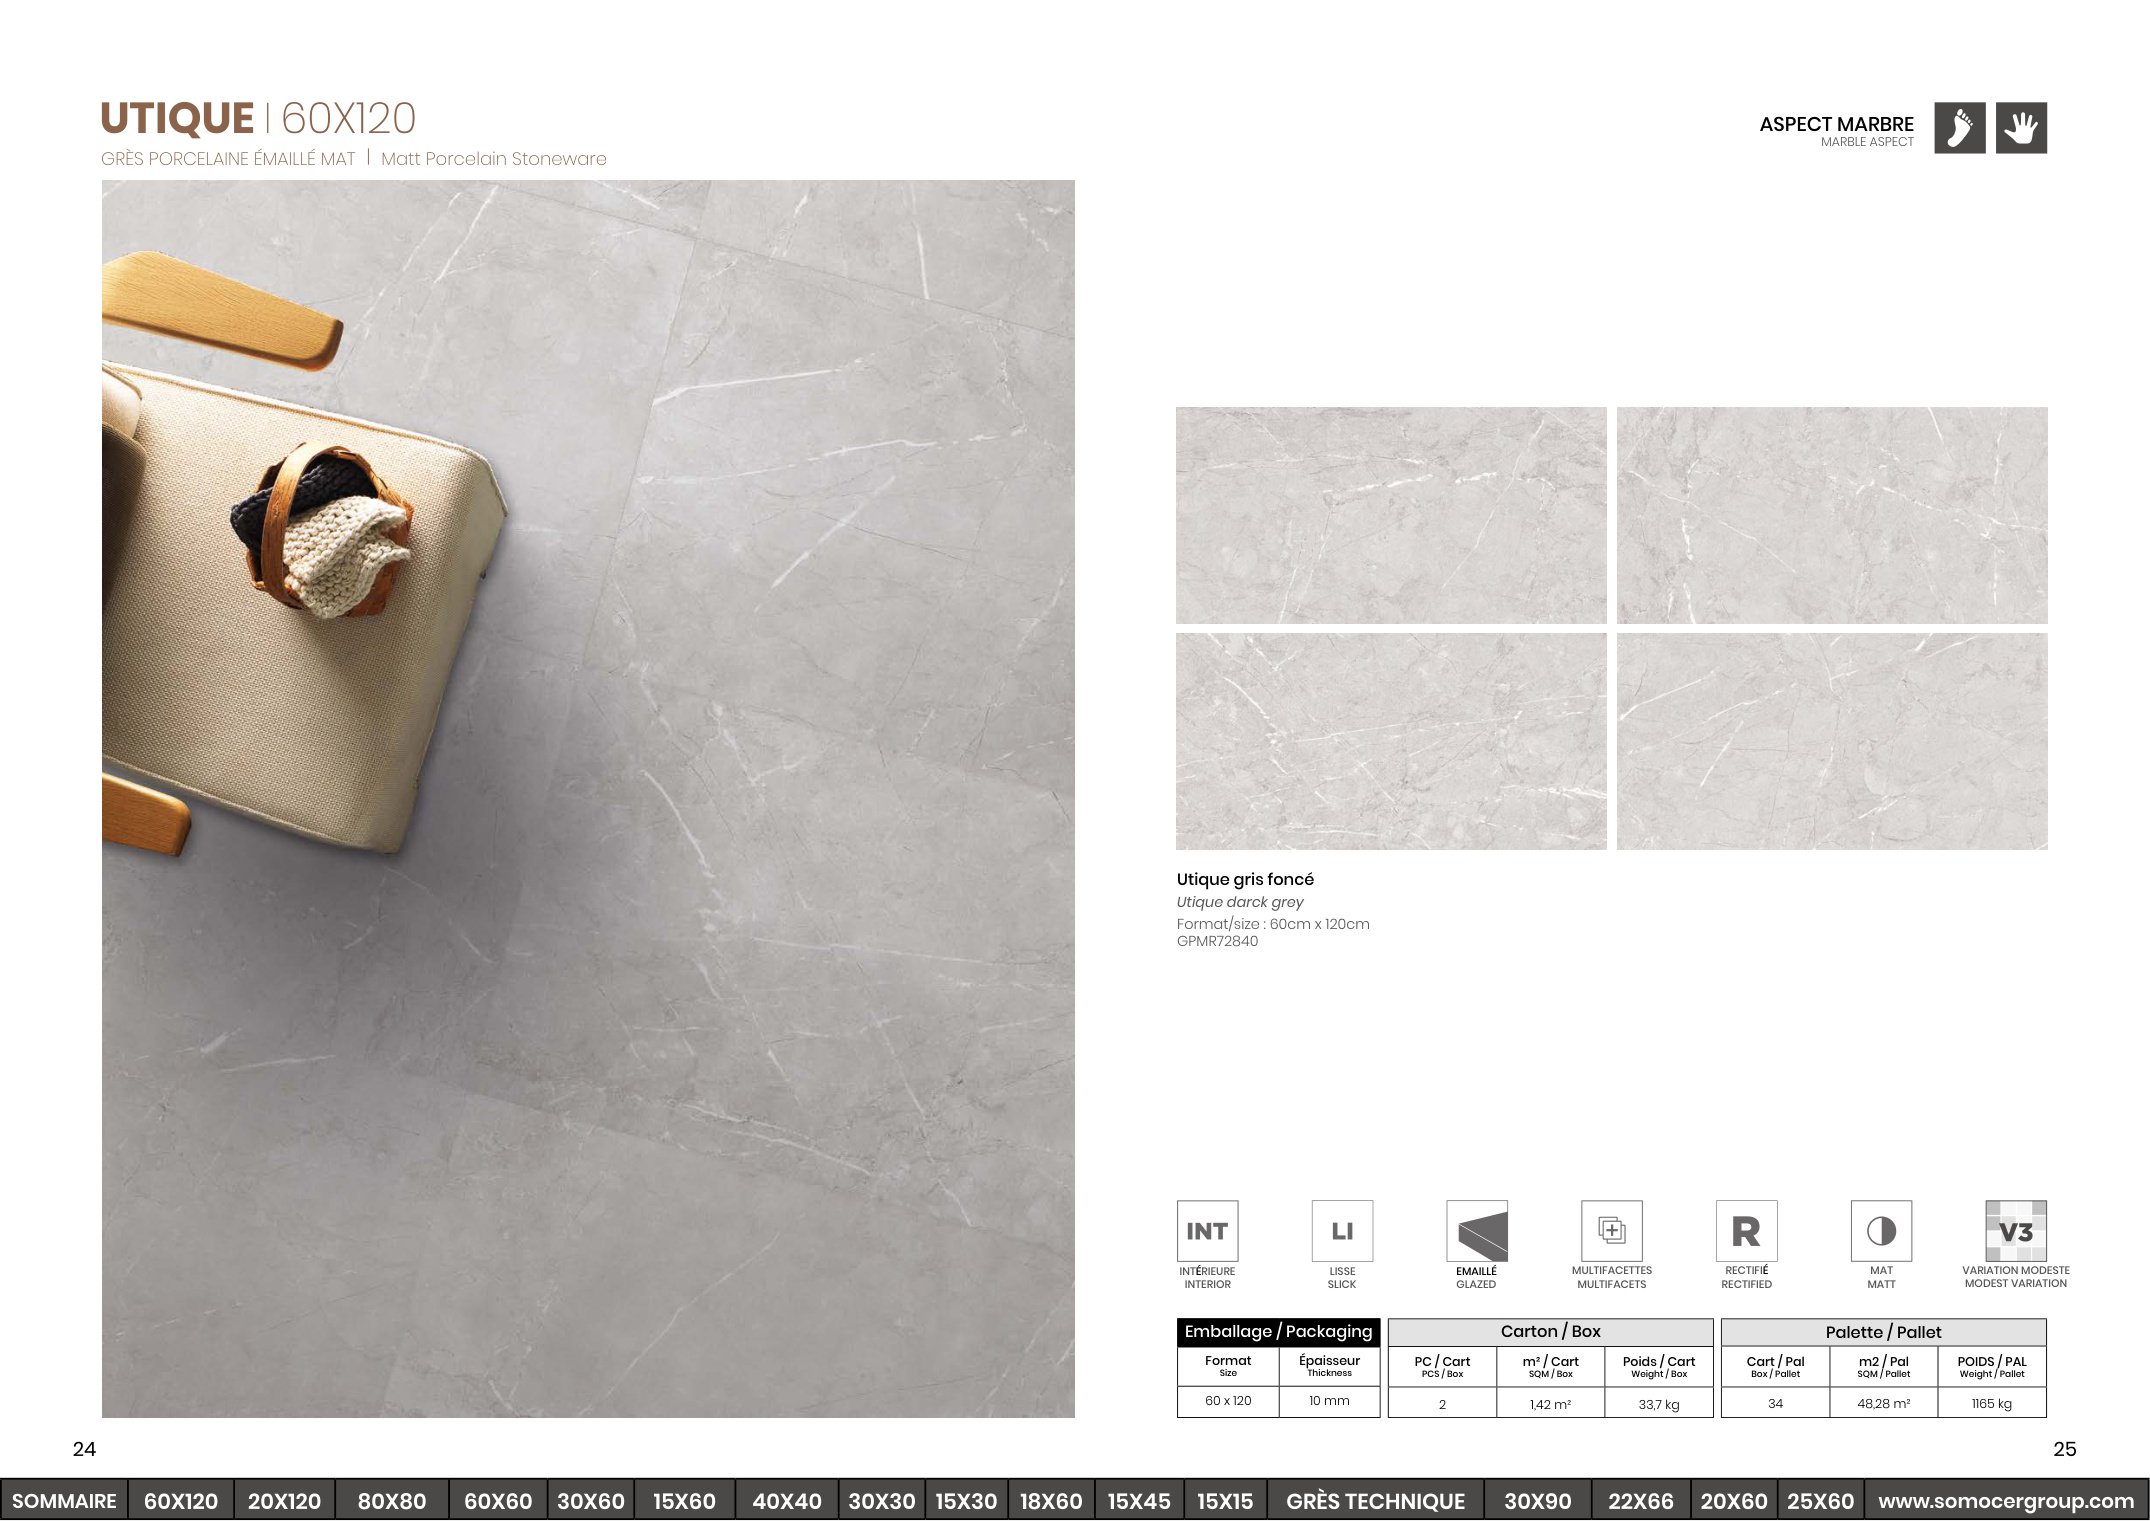 UTIQUE | 60X120
GRÈS PORCELAINE ÉMAILLÉ MAT | Matt Porcelain Stoneware
ASPECT MARBRE
MARBLE ASPECT
Utique gris foncé
Utique darck grey
Format/size : 60cm x 120cm
GPMR72840
INT
INTÉRIEURE
INTERIOR
LI
LISSE
SLICK
EMAILLÉ
GLAZED
MULTIFACETTES
MULTIFACETS
R
RECTIFIÉ
RECTIFIED
MAT
MATT
V3
VARIATION MODESTE
MODEST VARIATION
Emballage / Packaging
Format Épaisseur
Size Thickness
60 x 120 10 mm
Carton / Box
PC / Cart m² / Cart Poids / Cart
PCS / Box SQM / Box Weight / Box
2 1,42 m² 33,7 kg
Palette / Pallet
Cart / Pal m2 / Pal POIDS / PAL
Box / Pallet SQM / Pallet Weight / Pallet
34 48,28 m² 1165 kg
24
25
SOMMAIRE 60X120 20X120 80X80 60X60 30X60 15X60 40X40 30X30 15X30 18X60 15X45 15X15 GRÈS TECHNIQUE 30X90 22X66 20X60 25X60 www.somocergroup.com